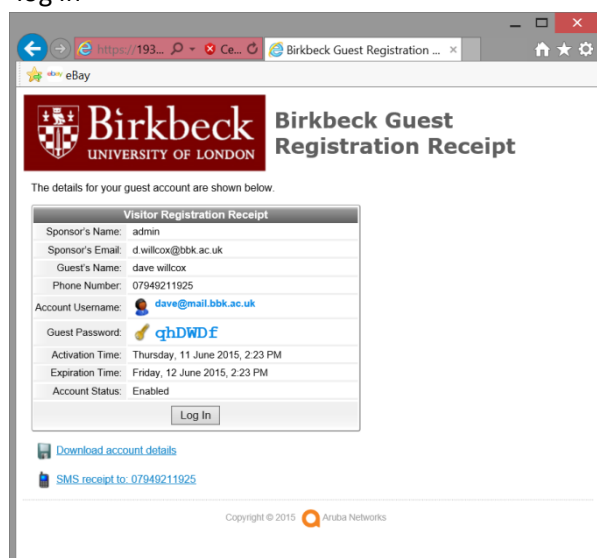 log in
https://193... Ce... Birkbeck Guest Registration ...
eBay
Birkbeck
UNIVERSITY OF LONDON
Birkbeck Guest
Registration Receipt
The details for your guest account are shown below.
Visitor Registration Receipt
Sponsor's Name: admin
Sponsor's Email: d.willcox@bbk.ac.uk
Guest's Name: dave willcox
Phone Number: 07949211925
Account Username: dave@mail.bbk.ac.uk
Guest Password: qhDWDf
Activation Time: Thursday, 11 June 2015, 2:23 PM
Expiration Time: Friday, 12 June 2015, 2:23 PM
Account Status: Enabled
Log In
Download account details
SMS receipt to: 07949211925
Copyright © 2015 Aruba Networks